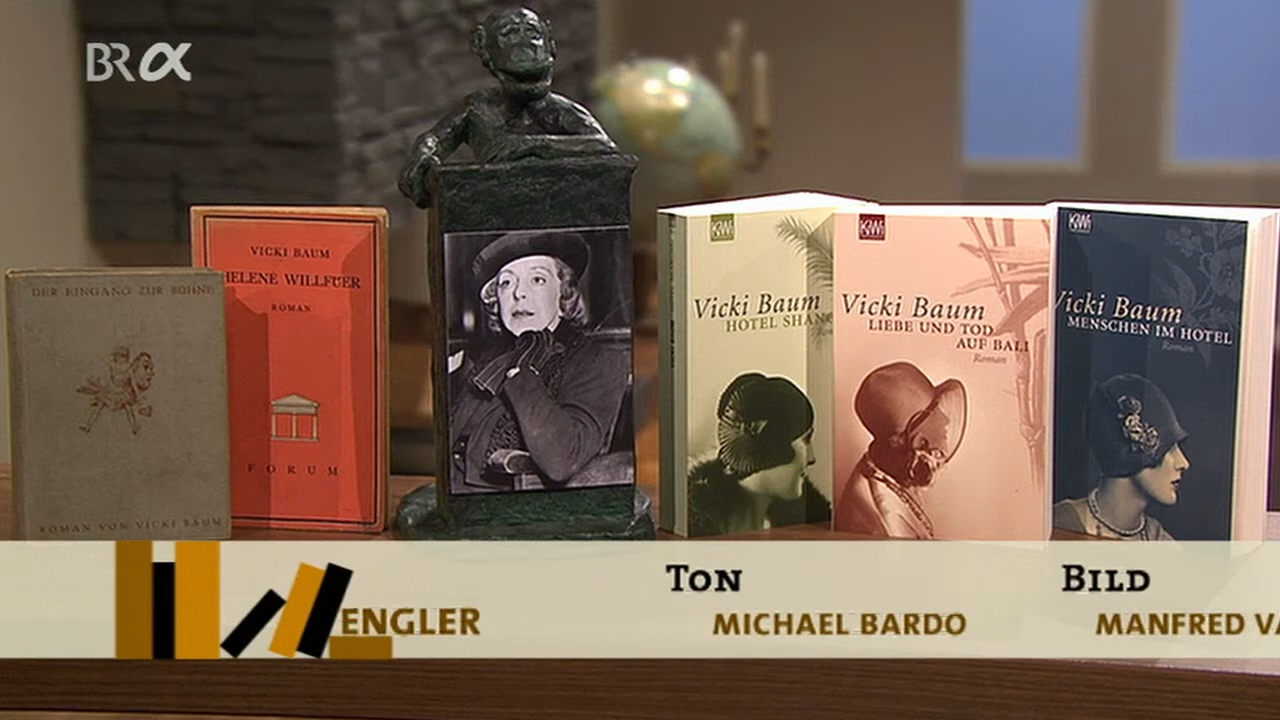 BR α
DER EINGANG ZUR BÜHNE
ROMAN VON VICKI BAUM
VICKI BAUM
HELENE WILLFÜER
ROMAN
FORUM
KiWi
Vicki Baum
HOTEL SHANG
KiWi
Vicki Baum
LIEBE UND TOD
AUF BALI
Roman
KiWi
Vicki Baum
MENSCHEN IM HOTEL
Roman
ENGLER
TON
MICHAEL BARDO
BILD
MANFRED VA